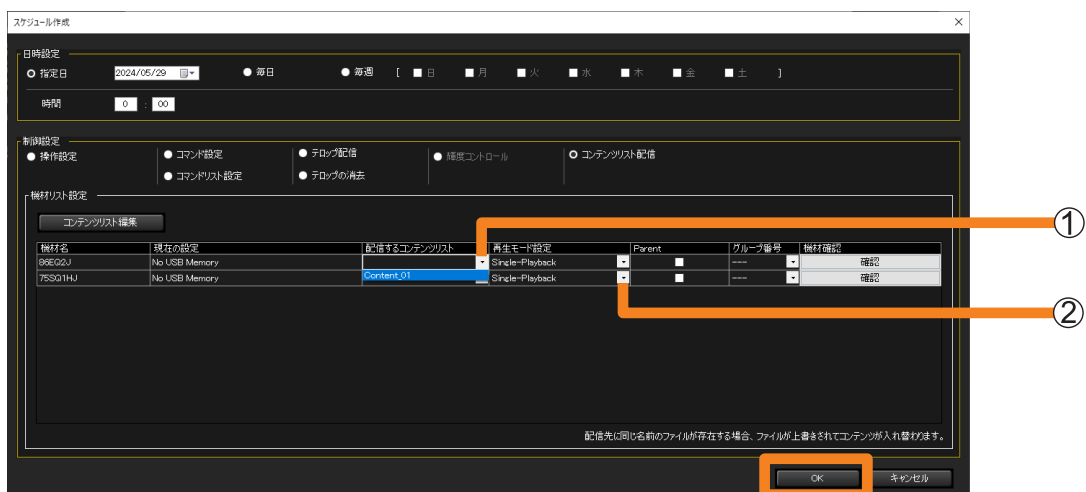 スケジュール作成
日時設定
指定日 2024/05/29 毎日 毎週 [ 日 月 火 水 木 金 土 ]
時間 0 : 00
制御設定
操作設定 コマンド設定 テロップ配信 輝度コントロール コンテンツリスト配信
コマンドリスト設定 テロップの消去
機材リスト設定
コンテンツリスト編集
①
機材名 現在の設定 配信するコンテンツリスト 再生モード設定 Parent グループ番号 機材確認
86EQ2J No USB Memory Single-Playback --- 確認
75SQ1HJ No USB Memory Content_01 Single-Playback --- 確認
②
配信先に同じ名前のファイルが存在する場合、ファイルが上書きされてコンテンツが入れ替わります。
OK キャンセル